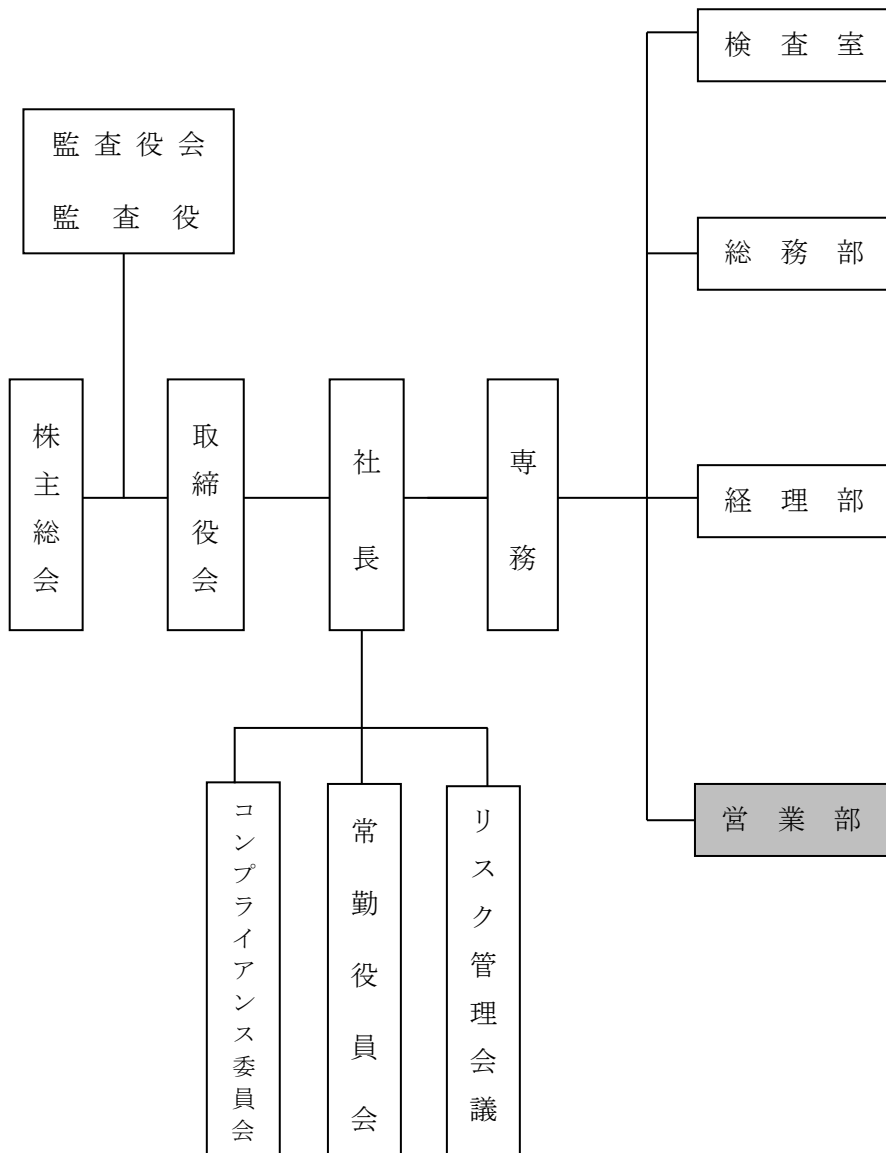 検査室
監査役会
監査役
総務部
株主総会
取締役会
社長
専務
経理部
営業部
コンプライアンス委員会
常勤役員会
リスク管理会議